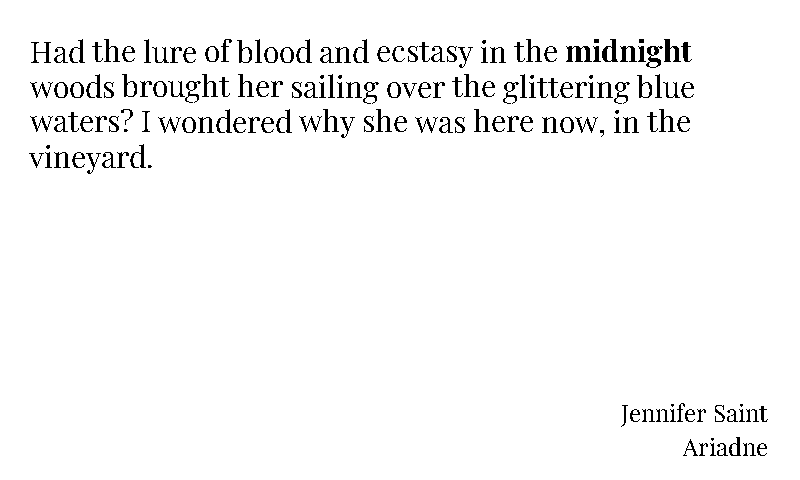 Had the lure of blood and ecstasy in the midnight
woods brought her sailing over the glittering blue
waters? I wondered why she was here now, in the
vineyard.
Jennifer Saint
Ariadne